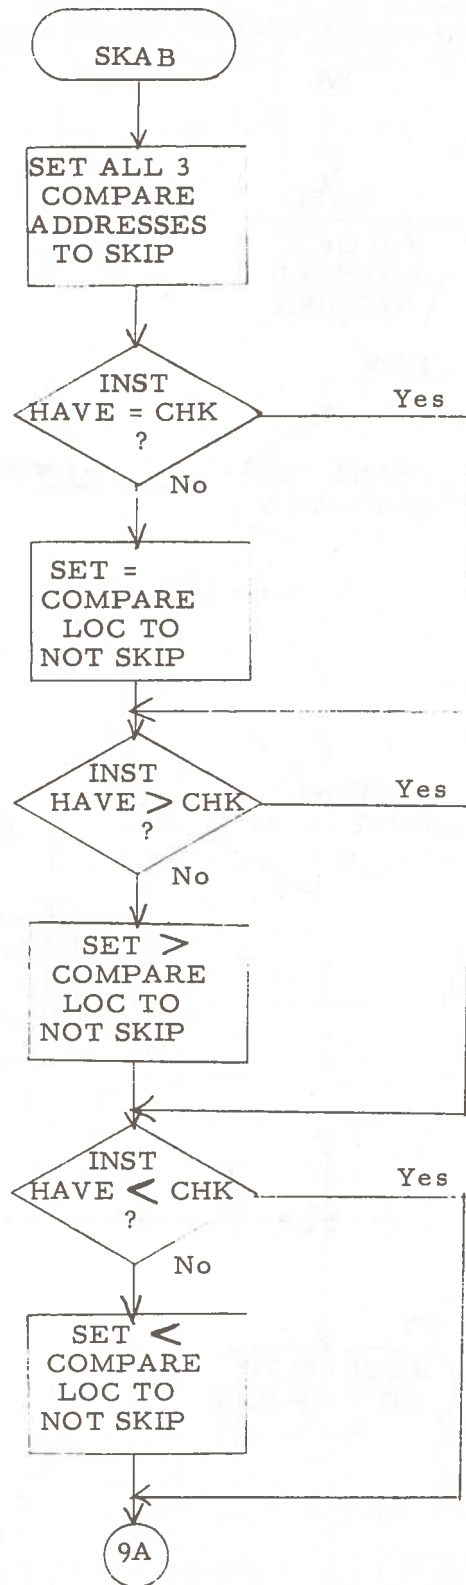 SKAB
SET ALL 3
COMPARE
ADDRESSES
TO SKIP
INST
HAVE = CHK
?
Yes
No
SET =
COMPARE
LOC TO
NOT SKIP
INST
HAVE > CHK
?
Yes
No
SET >
COMPARE
LOC TO
NOT SKIP
INST
HAVE < CHK
?
Yes
No
SET <
COMPARE
LOC TO
NOT SKIP
9A